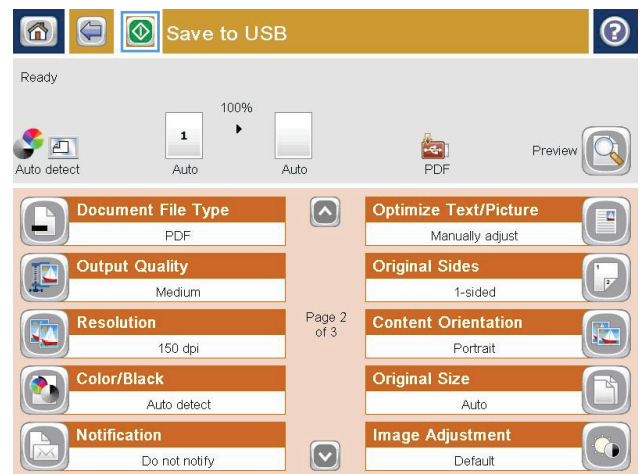 Save to USB
Ready
100%
1
Auto detect
Auto
Auto
PDF
Preview
Document File Type
PDF
Output Quality
Medium
Resolution
150 dpi
Color/Black
Auto detect
Notification
Do not notify
Page 2
of 3
Optimize Text/Picture
Manually adjust
Original Sides
1-sided
1
2
Content Orientation
Portrait
Original Size
Auto
Image Adjustment
Default